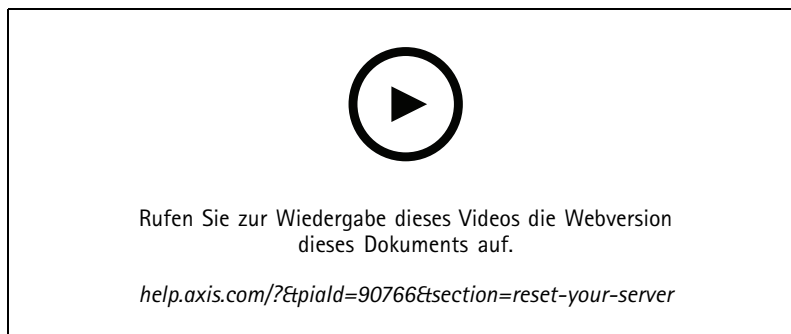 Rufen Sie zur Wiedergabe dieses Videos die Webversion
dieses Dokuments auf.
help.axis.com/?&piaId=90766&section=reset-your-server